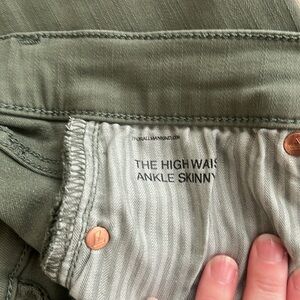 7FORALLMANKIND.COM
THE HIGH WAIS
ANKLE SKINNY